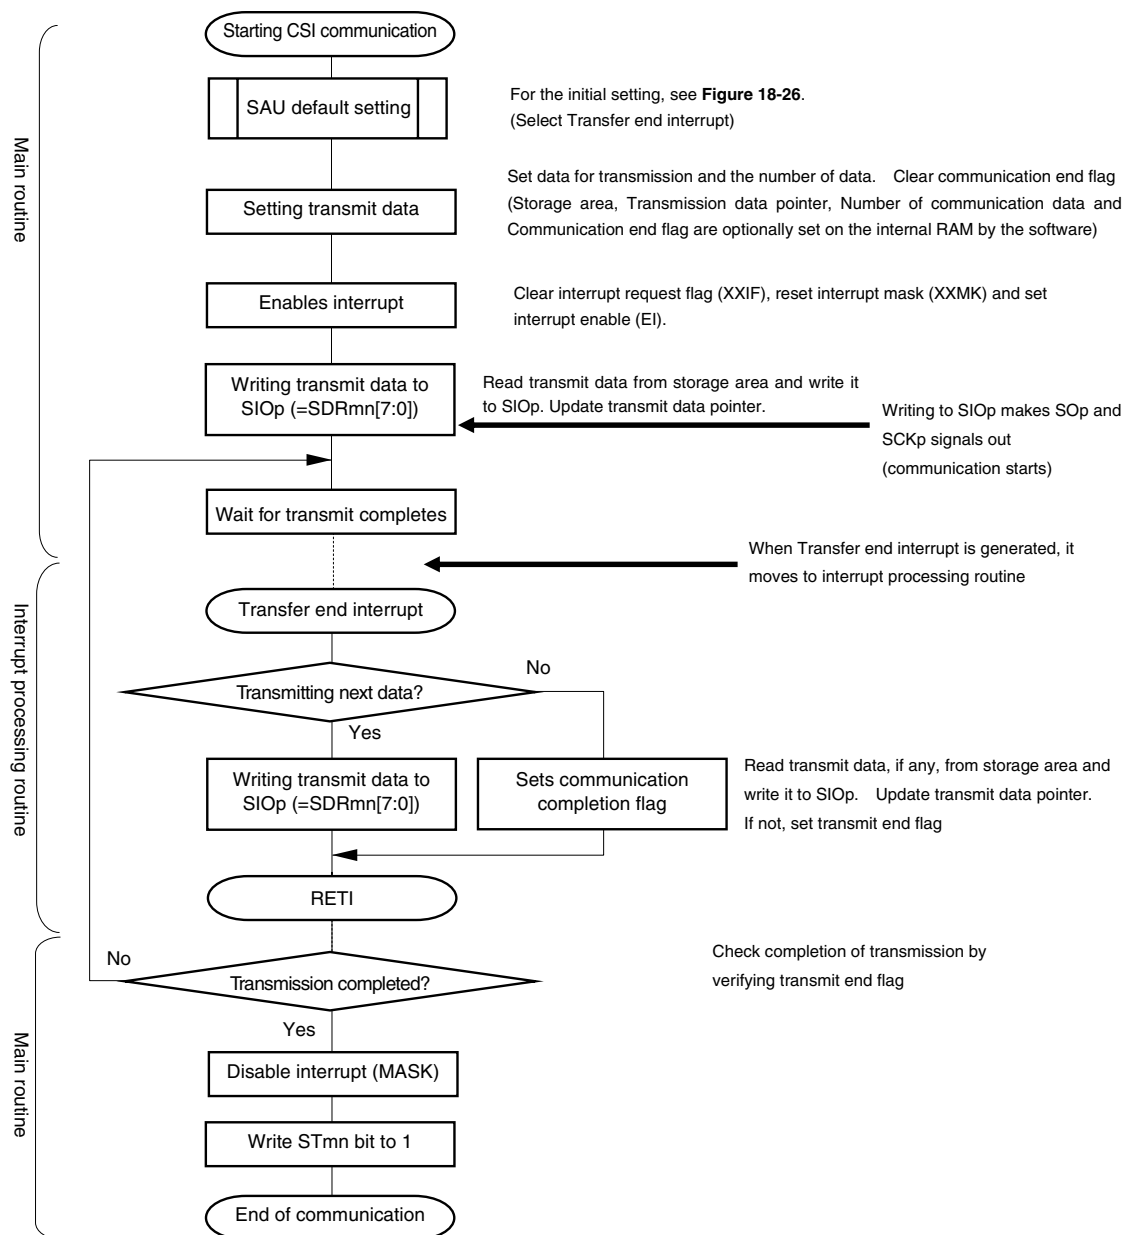 Starting CSI communication
Main routine
SAU default setting
For the initial setting, see Figure 18-26.
(Select Transfer end interrupt)
Setting transmit data
Set data for transmission and the number of data. Clear communication end flag
(Storage area, Transmission data pointer, Number of communication data and
Communication end flag are optionally set on the internal RAM by the software)
Enables interrupt
Clear interrupt request flag (XXIF), reset interrupt mask (XXMK) and set
interrupt enable (EI).
Writing transmit data to
SIOp (=SDRmn[7:0])
Read transmit data from storage area and write it
to SIOp. Update transmit data pointer.
Writing to SIOp makes SOp and
SCKp signals out
(communication starts)
Wait for transmit completes
When Transfer end interrupt is generated, it
moves to interrupt processing routine
Interrupt processing routine
Transfer end interrupt
No
Transmitting next data?
Yes
Writing transmit data to
SIOp (=SDRmn[7:0])
Sets communication
completion flag
Read transmit data, if any, from storage area and
write it to SIOp. Update transmit data pointer.
If not, set transmit end flag
RETI
Main routine
No
Transmission completed?
Check completion of transmission by
verifying transmit end flag
Yes
Disable interrupt (MASK)
Write STmn bit to 1
End of communication